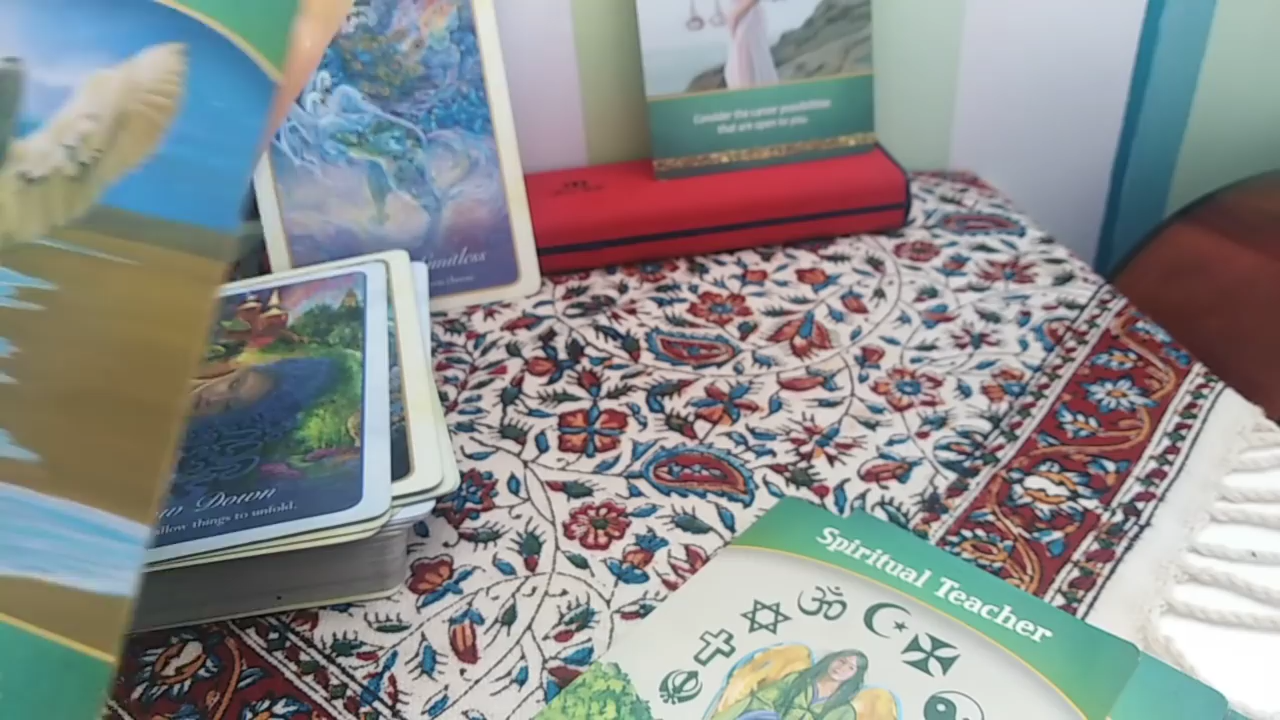 Consider the career possibilities
that are open to you.
Limitless
Down
allow things to unfold.
Spiritual Teacher